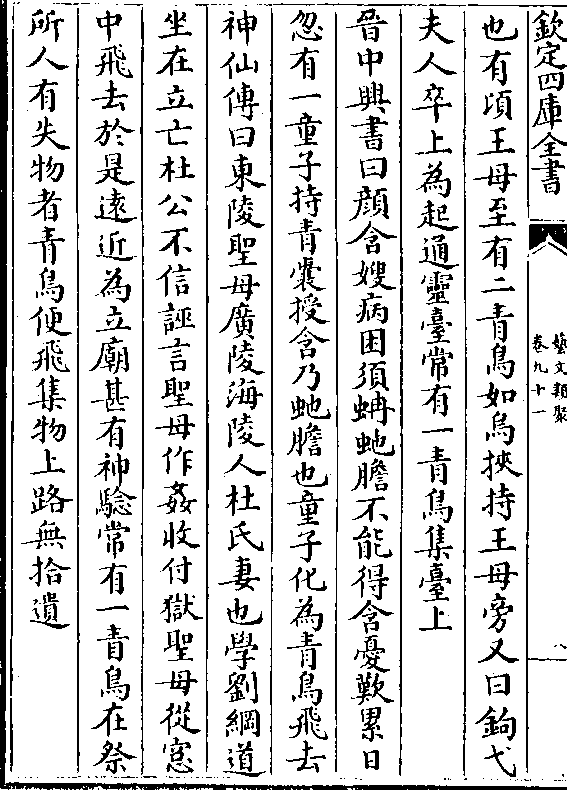 欽定四庫全書
藝文類聚
卷九十一
八
也有頃王母至有二青鳥如烏挾持王母旁又曰鉤弋
夫人卒上為起通靈臺常有一青鳥集臺上
晉中興書曰顏含嫂病困須蚺虵膽不能得含憂歎累日
忽有一童子持青囊授含乃虵膽也童子化為青鳥飛去
神仙傳曰東陵聖母廣陵海陵人杜氏妻也學劉綱道
坐在立亡杜公不信誣言聖母作姦收付獄聖母從窓
中飛去於是遠近為立廟甚有神驗常有一青鳥在祭
所人有失物者青鳥便飛集物上路無拾遺